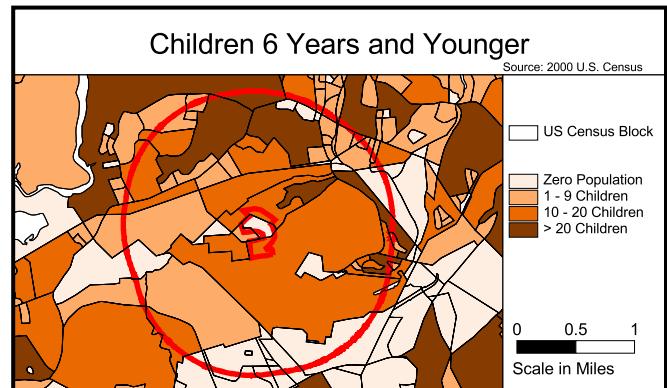 Children 6 Years and Younger
Source: 2000 U.S. Census
US Census Block
Zero Population
1 - 9 Children
10 - 20 Children
> 20 Children
0 0.5 1
Scale in Miles